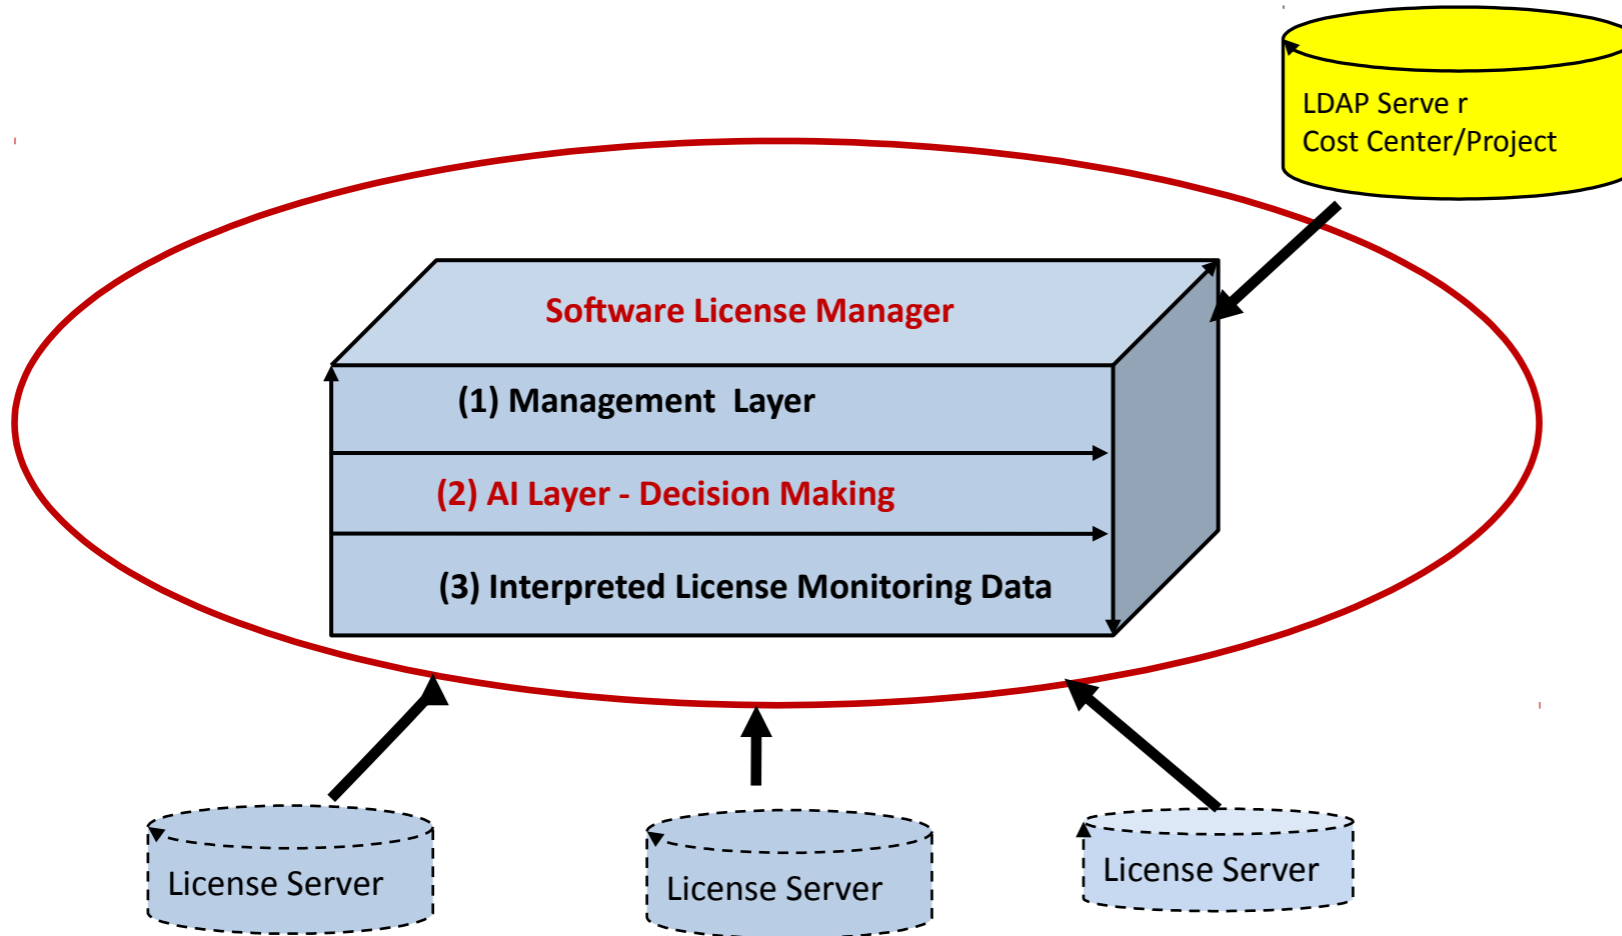 LDAP Serve r
Cost Center/Project
Software License Manager
(1) Management  Layer
(2) AI Layer - Decision Making
(3) Interpreted License Monitoring Data
License Server
License Server
License Server